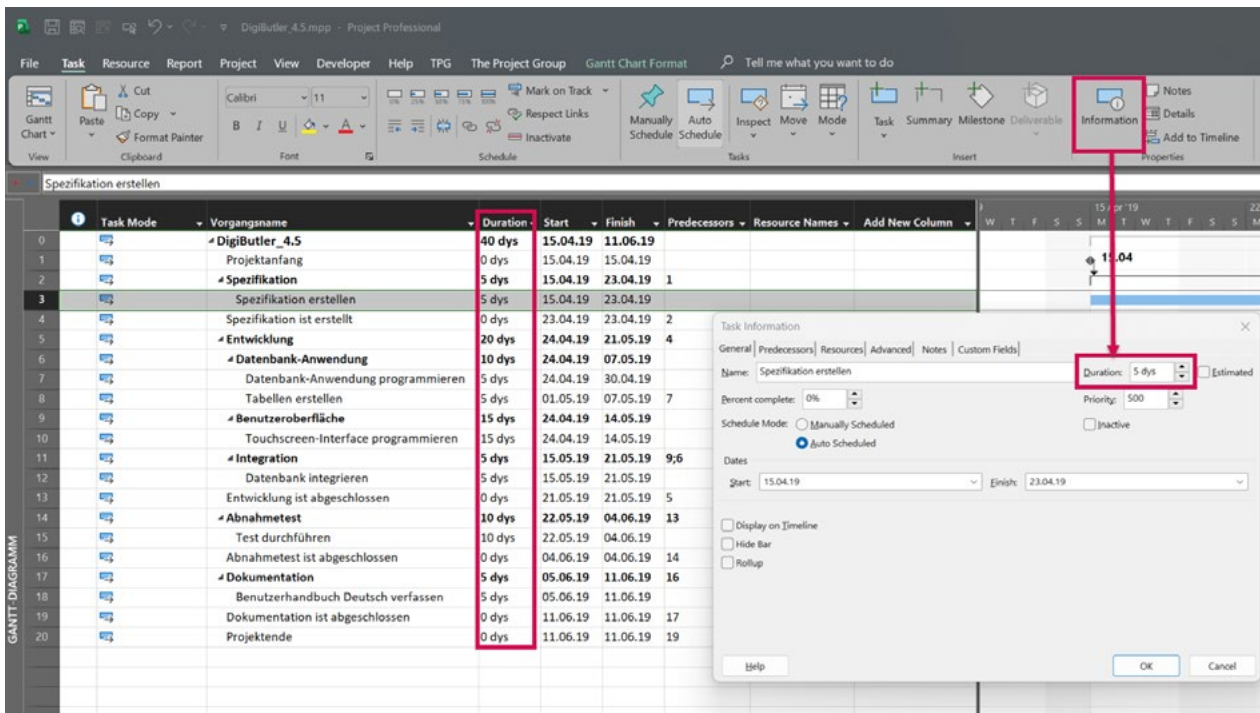 DigiButler_4.5.mpp - Project Professional
File Task Resource Report Project View Developer Help TPG The Project Group Gantt Chart Format Tell me what you want to do
Gantt Chart
View
Paste
Cut
Copy
Format Painter
Clipboard
Calibri 11
B I U A
Font
0% 25% 50% 75% 100%
Mark on Track
Respect Links
Inactivate
Schedule
Manually Schedule
Auto Schedule
Inspect Move Mode
Tasks
Task Summary Milestone Deliverable
Insert
Information
Notes
Details
Add to Timeline
Properties
Spezifikation erstellen
Task Mode Vorgangsname Duration Start Finish Predecessors Resource Names Add New Column
15 Apr '19 22
W T F S S M T W T F S S M
0 DigiButler_4.5 40 dys 15.04.19 11.06.19
1 Projektanfang 0 dys 15.04.19 15.04.19
15.04
2 Spezifikation 5 dys 15.04.19 23.04.19 1
3 Spezifikation erstellen 5 dys 15.04.19 23.04.19
4 Spezifikation ist erstellt 0 dys 23.04.19 23.04.19 2
5 Entwicklung 20 dys 24.04.19 21.05.19 4
6 Datenbank-Anwendung 10 dys 24.04.19 07.05.19
7 Datenbank-Anwendung programmieren 5 dys 24.04.19 30.04.19
8 Tabellen erstellen 5 dys 01.05.19 07.05.19 7
9 Benutzeroberfläche 15 dys 24.04.19 14.05.19
10 Touchscreen-Interface programmieren 15 dys 24.04.19 14.05.19
11 Integration 5 dys 15.05.19 21.05.19 9;6
12 Datenbank integrieren 5 dys 15.05.19 21.05.19
13 Entwicklung ist abgeschlossen 0 dys 21.05.19 21.05.19 5
14 Abnahmetest 10 dys 22.05.19 04.06.19 13
15 Test durchführen 10 dys 22.05.19 04.06.19
16 Abnahmetest ist abgeschlossen 0 dys 04.06.19 04.06.19 14
17 Dokumentation 5 dys 05.06.19 11.06.19 16
18 Benutzerhandbuch Deutsch verfassen 5 dys 05.06.19 11.06.19
19 Dokumentation ist abgeschlossen 0 dys 11.06.19 11.06.19 17
20 Projektende 0 dys 11.06.19 11.06.19 19
GANTT-DIAGRAMM
Task Information
General Predecessors Resources Advanced Notes Custom Fields
Name: Spezifikation erstellen Duration: 5 dys Estimated
Percent complete: 0% Priority: 500
Schedule Mode: Manually Scheduled Inactive
Auto Scheduled
Dates
Start: 15.04.19 Finish: 23.04.19
Display on Timeline
Hide Bar
Rollup
Help OK Cancel